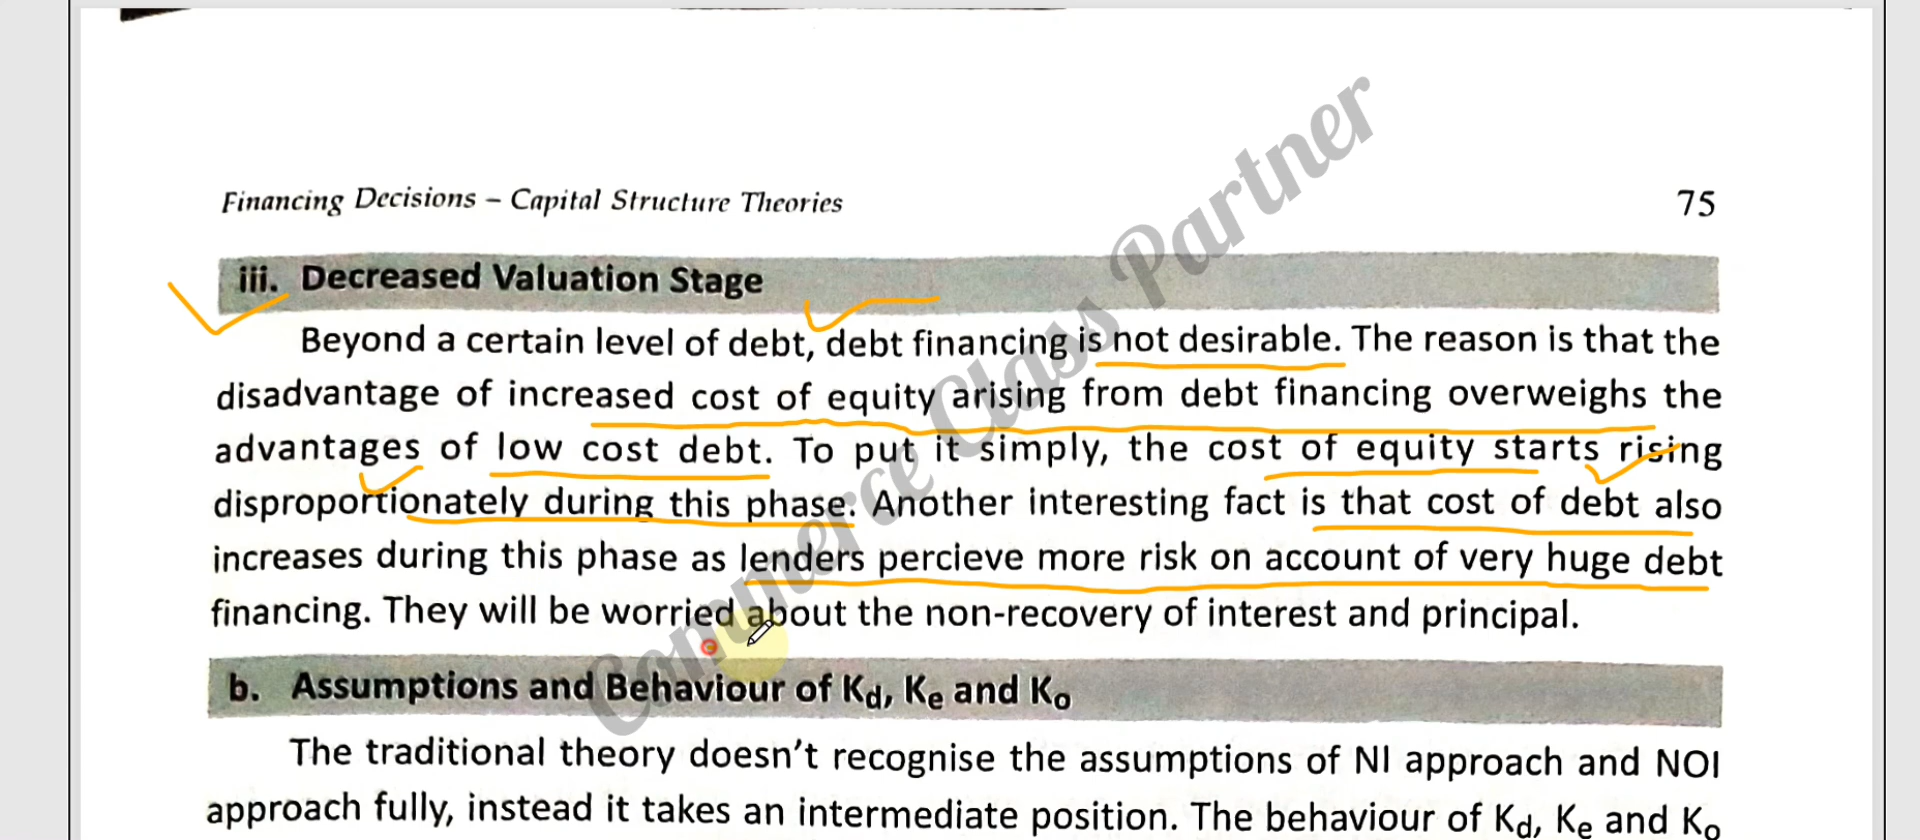 Financing Decisions – Capital Structure Theories 75
iii. Decreased Valuation Stage
Beyond a certain level of debt, debt financing is not desirable. The reason is that the
disadvantage of increased cost of equity arising from debt financing overweighs the
advantages of low cost debt. To put it simply, the cost of equity starts rising
disproportionately during this phase. Another interesting fact is that cost of debt also
increases during this phase as lenders percieve more risk on account of very huge debt
financing. They will be worried about the non-recovery of interest and principal.
b. Assumptions and Behaviour of Kd, Ke and Ko
The traditional theory doesn't recognise the assumptions of NI approach and NOI
approach fully, instead it takes an intermediate position. The behaviour of Kd, Ke and Ko
Commerce Class Partner